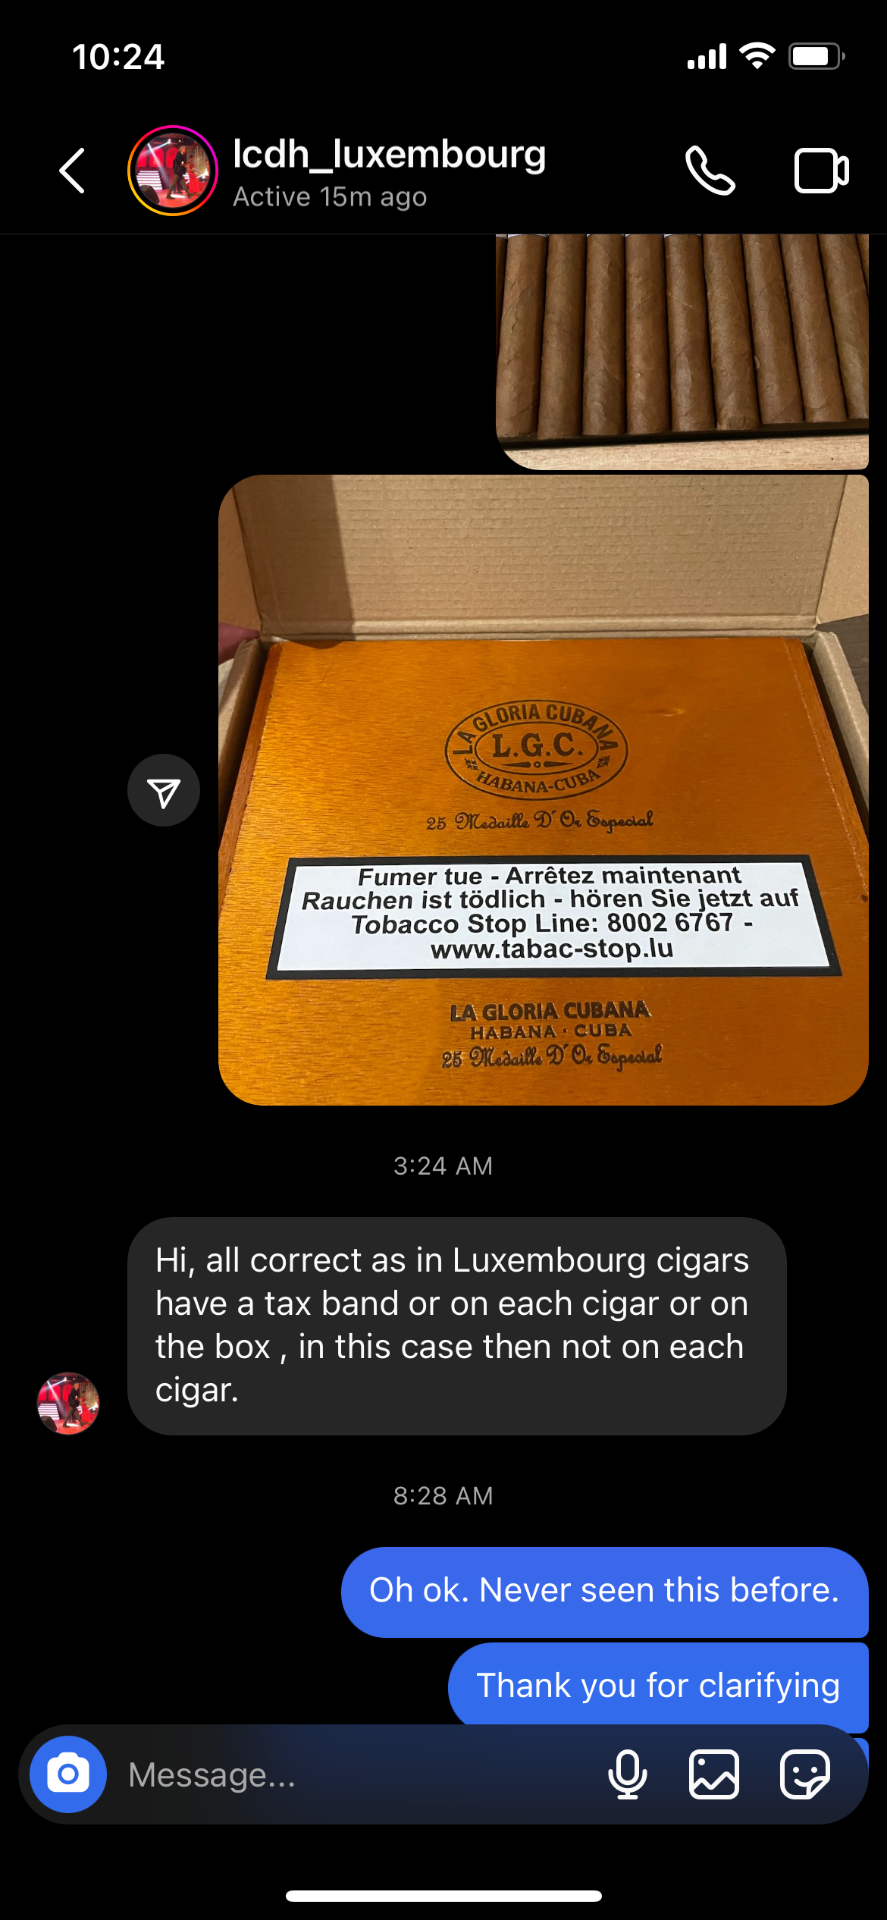 10:24
lcdh_luxembourg
Active 15m ago
LA GLORIA CUBANA
L.G.C.
HABANA-CUBA
25 Medaille D'Or Especial
Fumer tue - Arrêtez maintenant
Rauchen ist tödlich - hören Sie jetzt auf
Tobacco Stop Line: 8002 6767 -
www.tabac-stop.lu
LA GLORIA CUBANA
HABANA · CUBA
25 Medaille D'Or Especial
3:24 AM
Hi, all correct as in Luxembourg cigars
have a tax band or on each cigar or on
the box , in this case then not on each
cigar.
8:28 AM
Oh ok. Never seen this before.
Thank you for clarifying
Message...